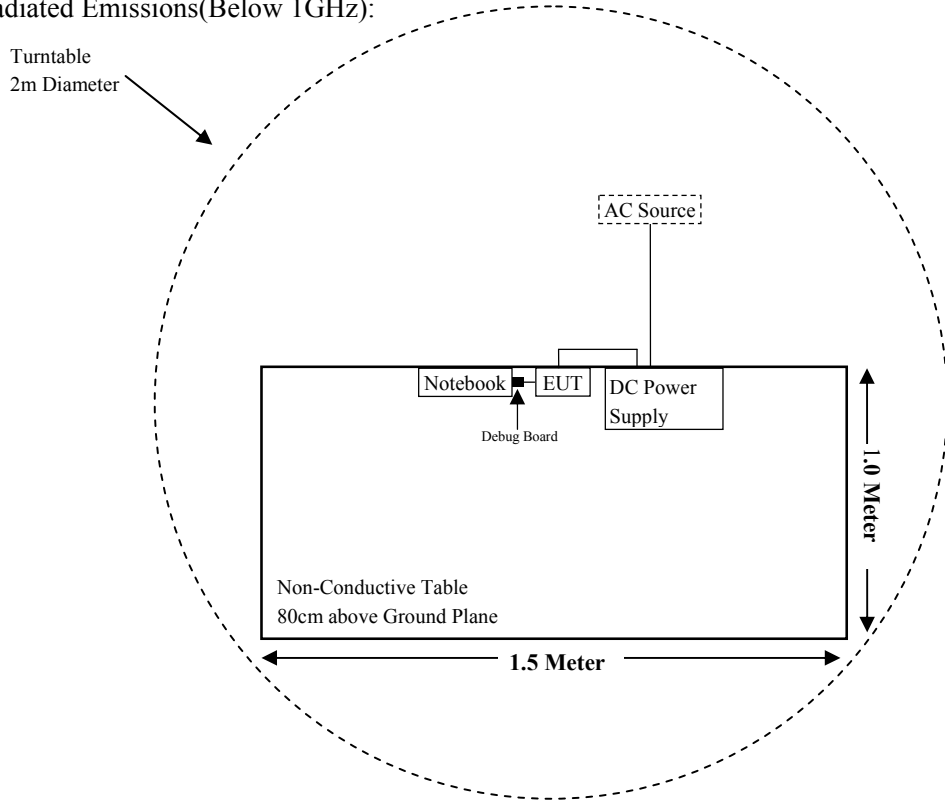 adiated Emissions(Below 1GHz):
Turntable
2m Diameter
AC Source
Notebook
EUT
DC Power
Supply
Debug Board
1.0 Meter
Non-Conductive Table
80cm above Ground Plane
1.5 Meter